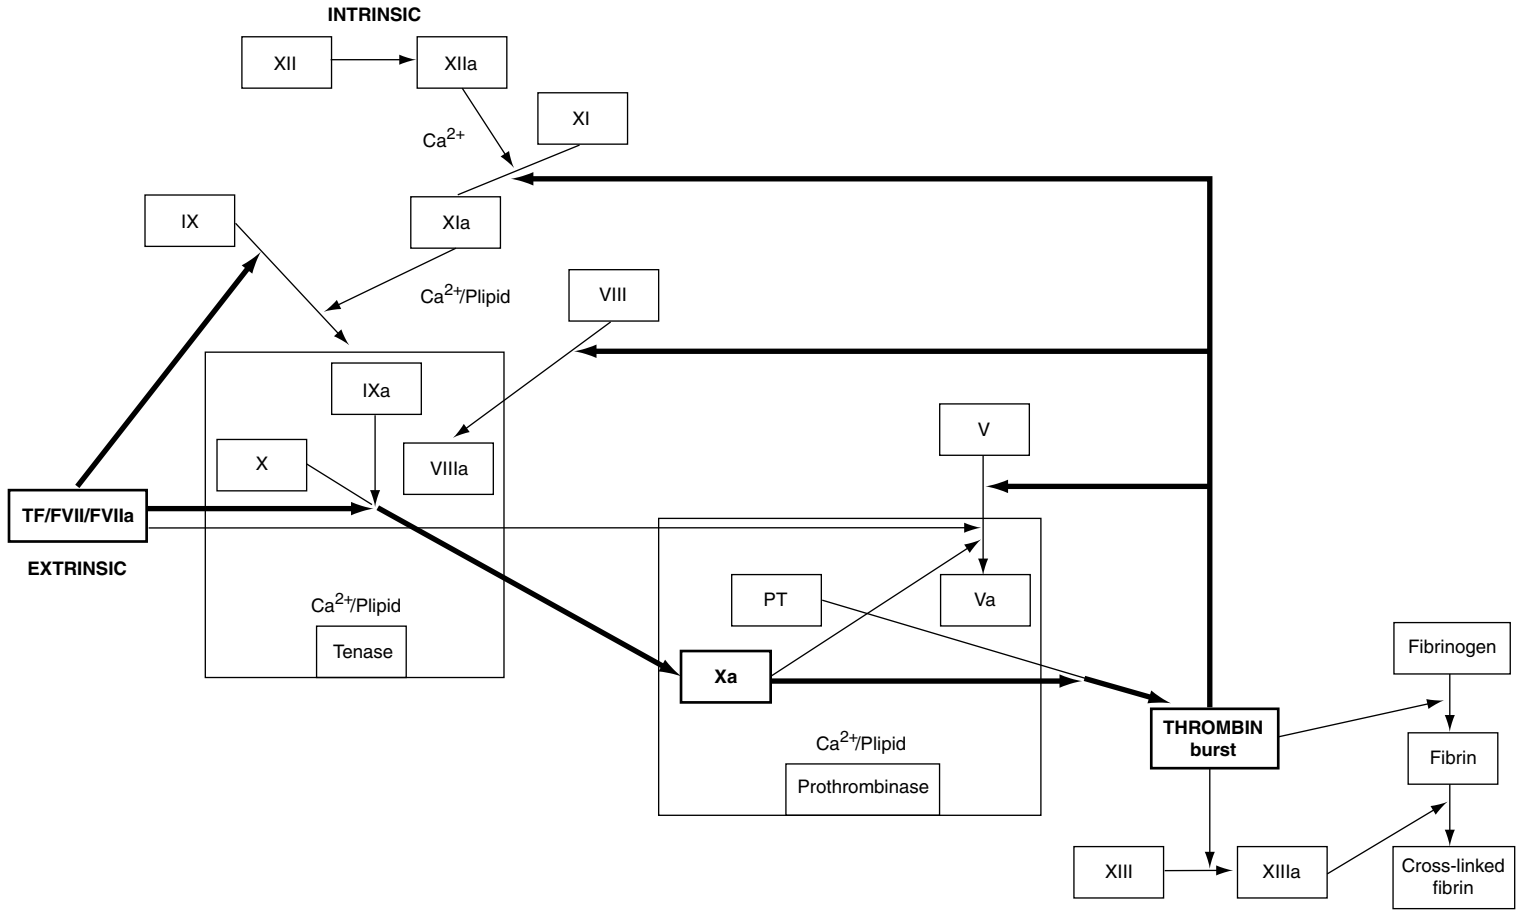 INTRINSIC
XII
XIIa
XI
Ca2+
IX
XIa
Ca2+/Plipid
VIII
IXa
V
X
VIIIa
TF/FVII/FVIIa
EXTRINSIC
PT
Va
Ca2+/Plipid
Tenase
Xa
Fibrinogen
THROMBIN
burst
Ca2+/Plipid
Prothrombinase
Fibrin
XIII
XIIIa
Cross-linked
fibrin